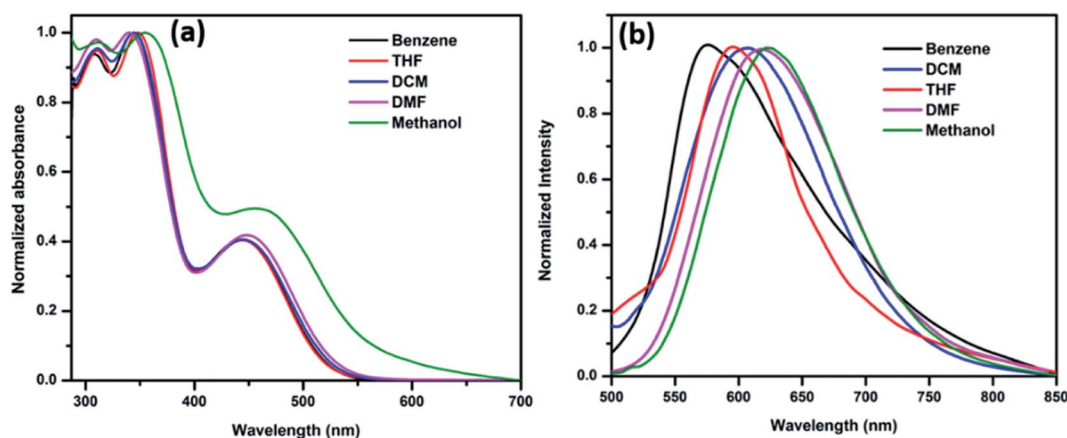 (a)
Benzene
THF
DCM
DMF
Methanol
Normalized absorbance
1.0
0.8
0.6
0.4
0.2
0.0
300 400 500 600 700
Wavelength (nm)
(b)
Benzene
DCM
THF
DMF
Methanol
Normalized Intensity
1.0
0.8
0.6
0.4
0.2
0.0
500 550 600 650 700 750 800 850
Wavelength (nm)